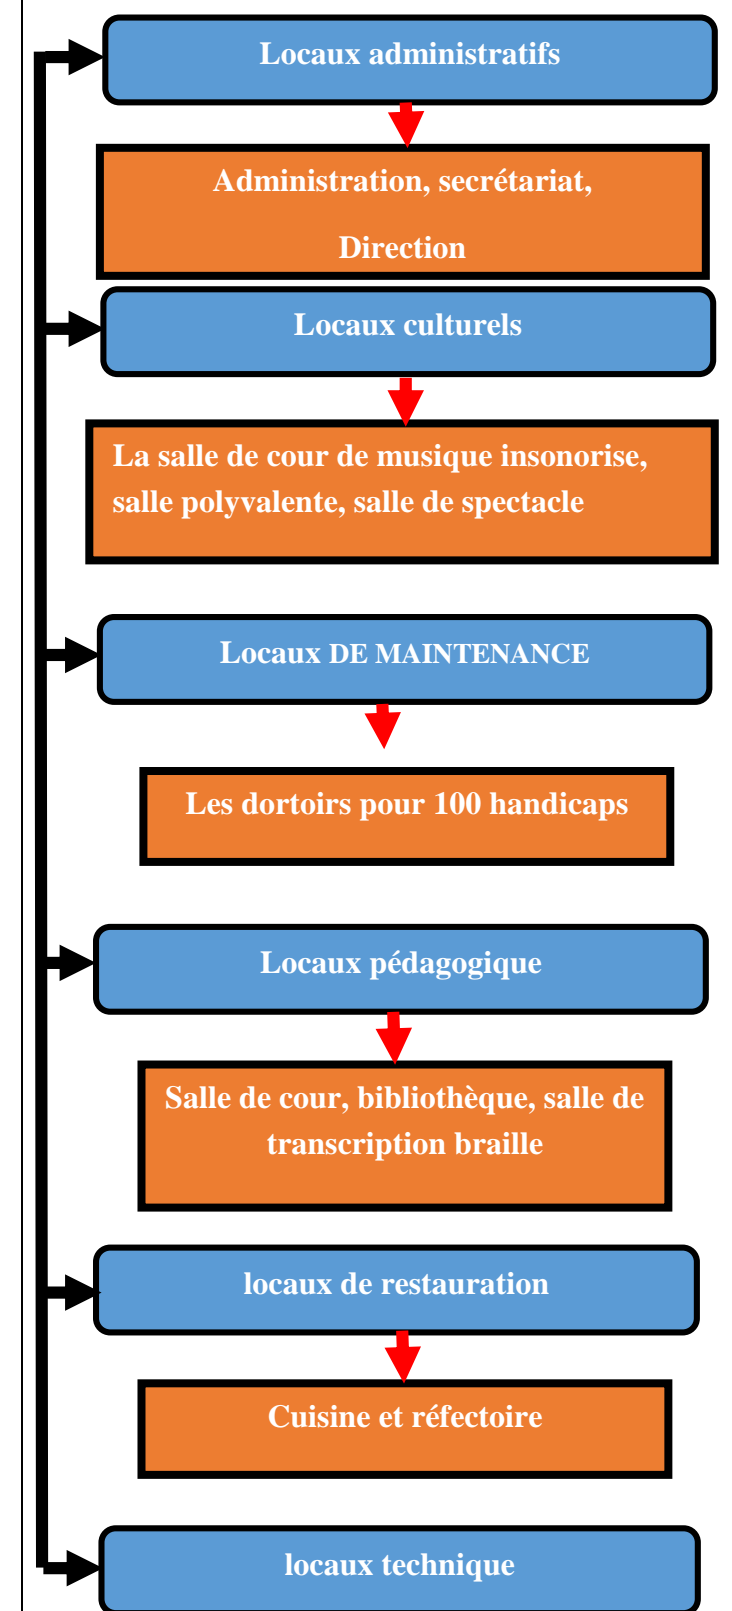 Locaux administratifs
Administration, secrétariat,
Direction
Locaux culturels
La salle de cour de musique insonorise,
salle polyvalente, salle de spectacle
Locaux DE MAINTENANCE
Les dortoirs pour 100 handicaps
Locaux pédagogique
Salle de cour, bibliothèque, salle de
transcription braille
locaux de restauration
Cuisine et réfectoire
locaux technique